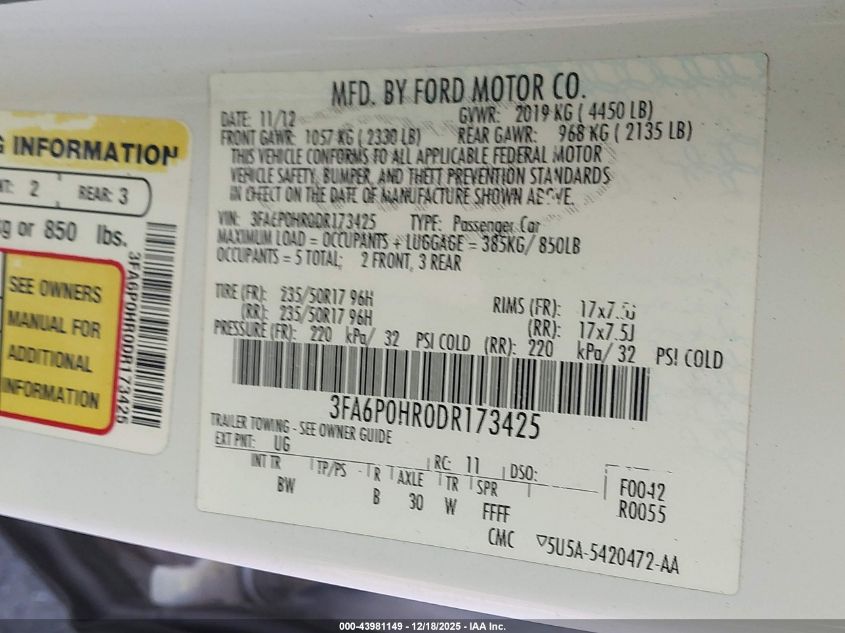 INFORMATION
2 REAR: 3
or 850 lbs.
SEE OWNERS
MANUAL FOR
ADDITIONAL
INFORMATION
3FA6P0HR0DR173425
MFD. BY FORD MOTOR CO.
DATE: 11/12 GVWR: 2019 KG ( 4450 LB)
FRONT GAWR: 1057 KG ( 2330 LB) REAR GAWR: 968 KG ( 2135 LB)
THIS VEHICLE CONFORMS TO ALL APPLICABLE FEDERAL MOTOR
VEHICLE SAFETY, BUMPER, AND THEFT PREVENTION STANDARDS
IN EFFECT ON THE DATE OF MANUFACTURE SHOWN ABOVE.
VIN: 3FA6P0HR0DR173425 TYPE: Passenger Car
MAXIMUM LOAD = OCCUPANTS + LUGGAGE = 385KG/ 850LB
OCCUPANTS = 5 TOTAL; 2 FRONT, 3 REAR
TIRE (FR): 235/50R17 96H RIMS (FR): 17x7.5J
(RR): 235/50R17 96H (RR): 17x7.5J
PRESSURE (FR): 220 kPa/ 32 PSI COLD (RR): 220 kPa/ 32 PSI COLD
3FA6P0HR0DR173425
TRAILER TOWING - SEE OWNER GUIDE
EXT PNT: UG RC: 11 DSO: F0042
INT TR TP/PS R AXLE TR SPR R0055
BW B 30 W FFFF
CMC ▽5U5A-5420472-AA
000-43981149 - 12/18/2025 - IAA Inc.